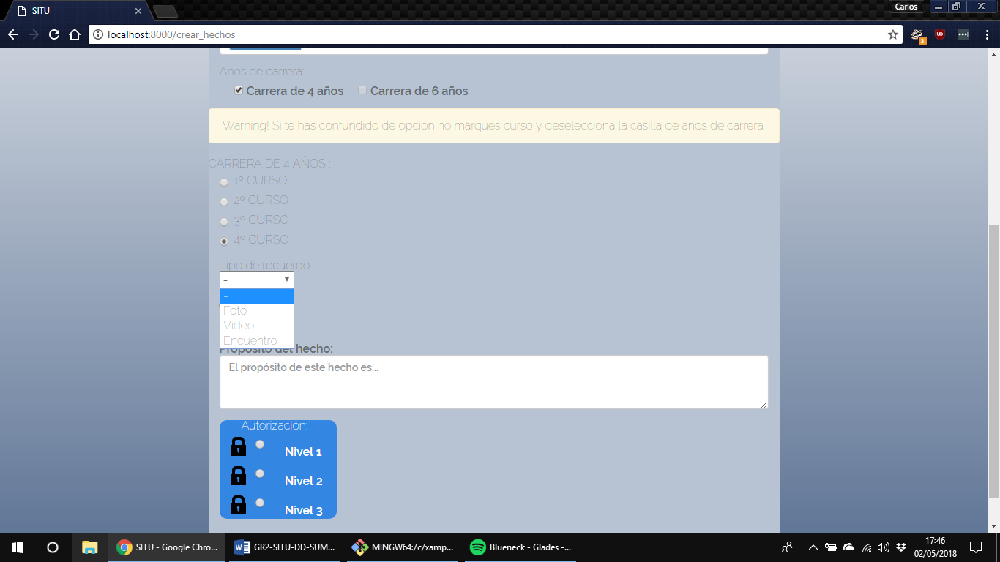 SITU
Carlos
localhost:8000/crear_hechos
3
Años de carrera:
Carrera de 4 años
Carrera de 6 años
Warning! Si te has confundido de opción no marques curso y deselecciona la casilla de años de carrera.
CARRERA DE 4 AÑOS :
1º CURSO
2º CURSO
3º CURSO
4º CURSO
Tipo de recuerdo:
-
-
Foto
Video
Encuentro
Propósito del hecho:
El propósito de este hecho es...
Autorización:
Nivel 1
Nivel 2
Nivel 3
SITU - Google Chro...
GR2-SITU-DD-SUM...
MINGW64:/c/xamp...
Blueneck - Glades -...
17:46
02/05/2018